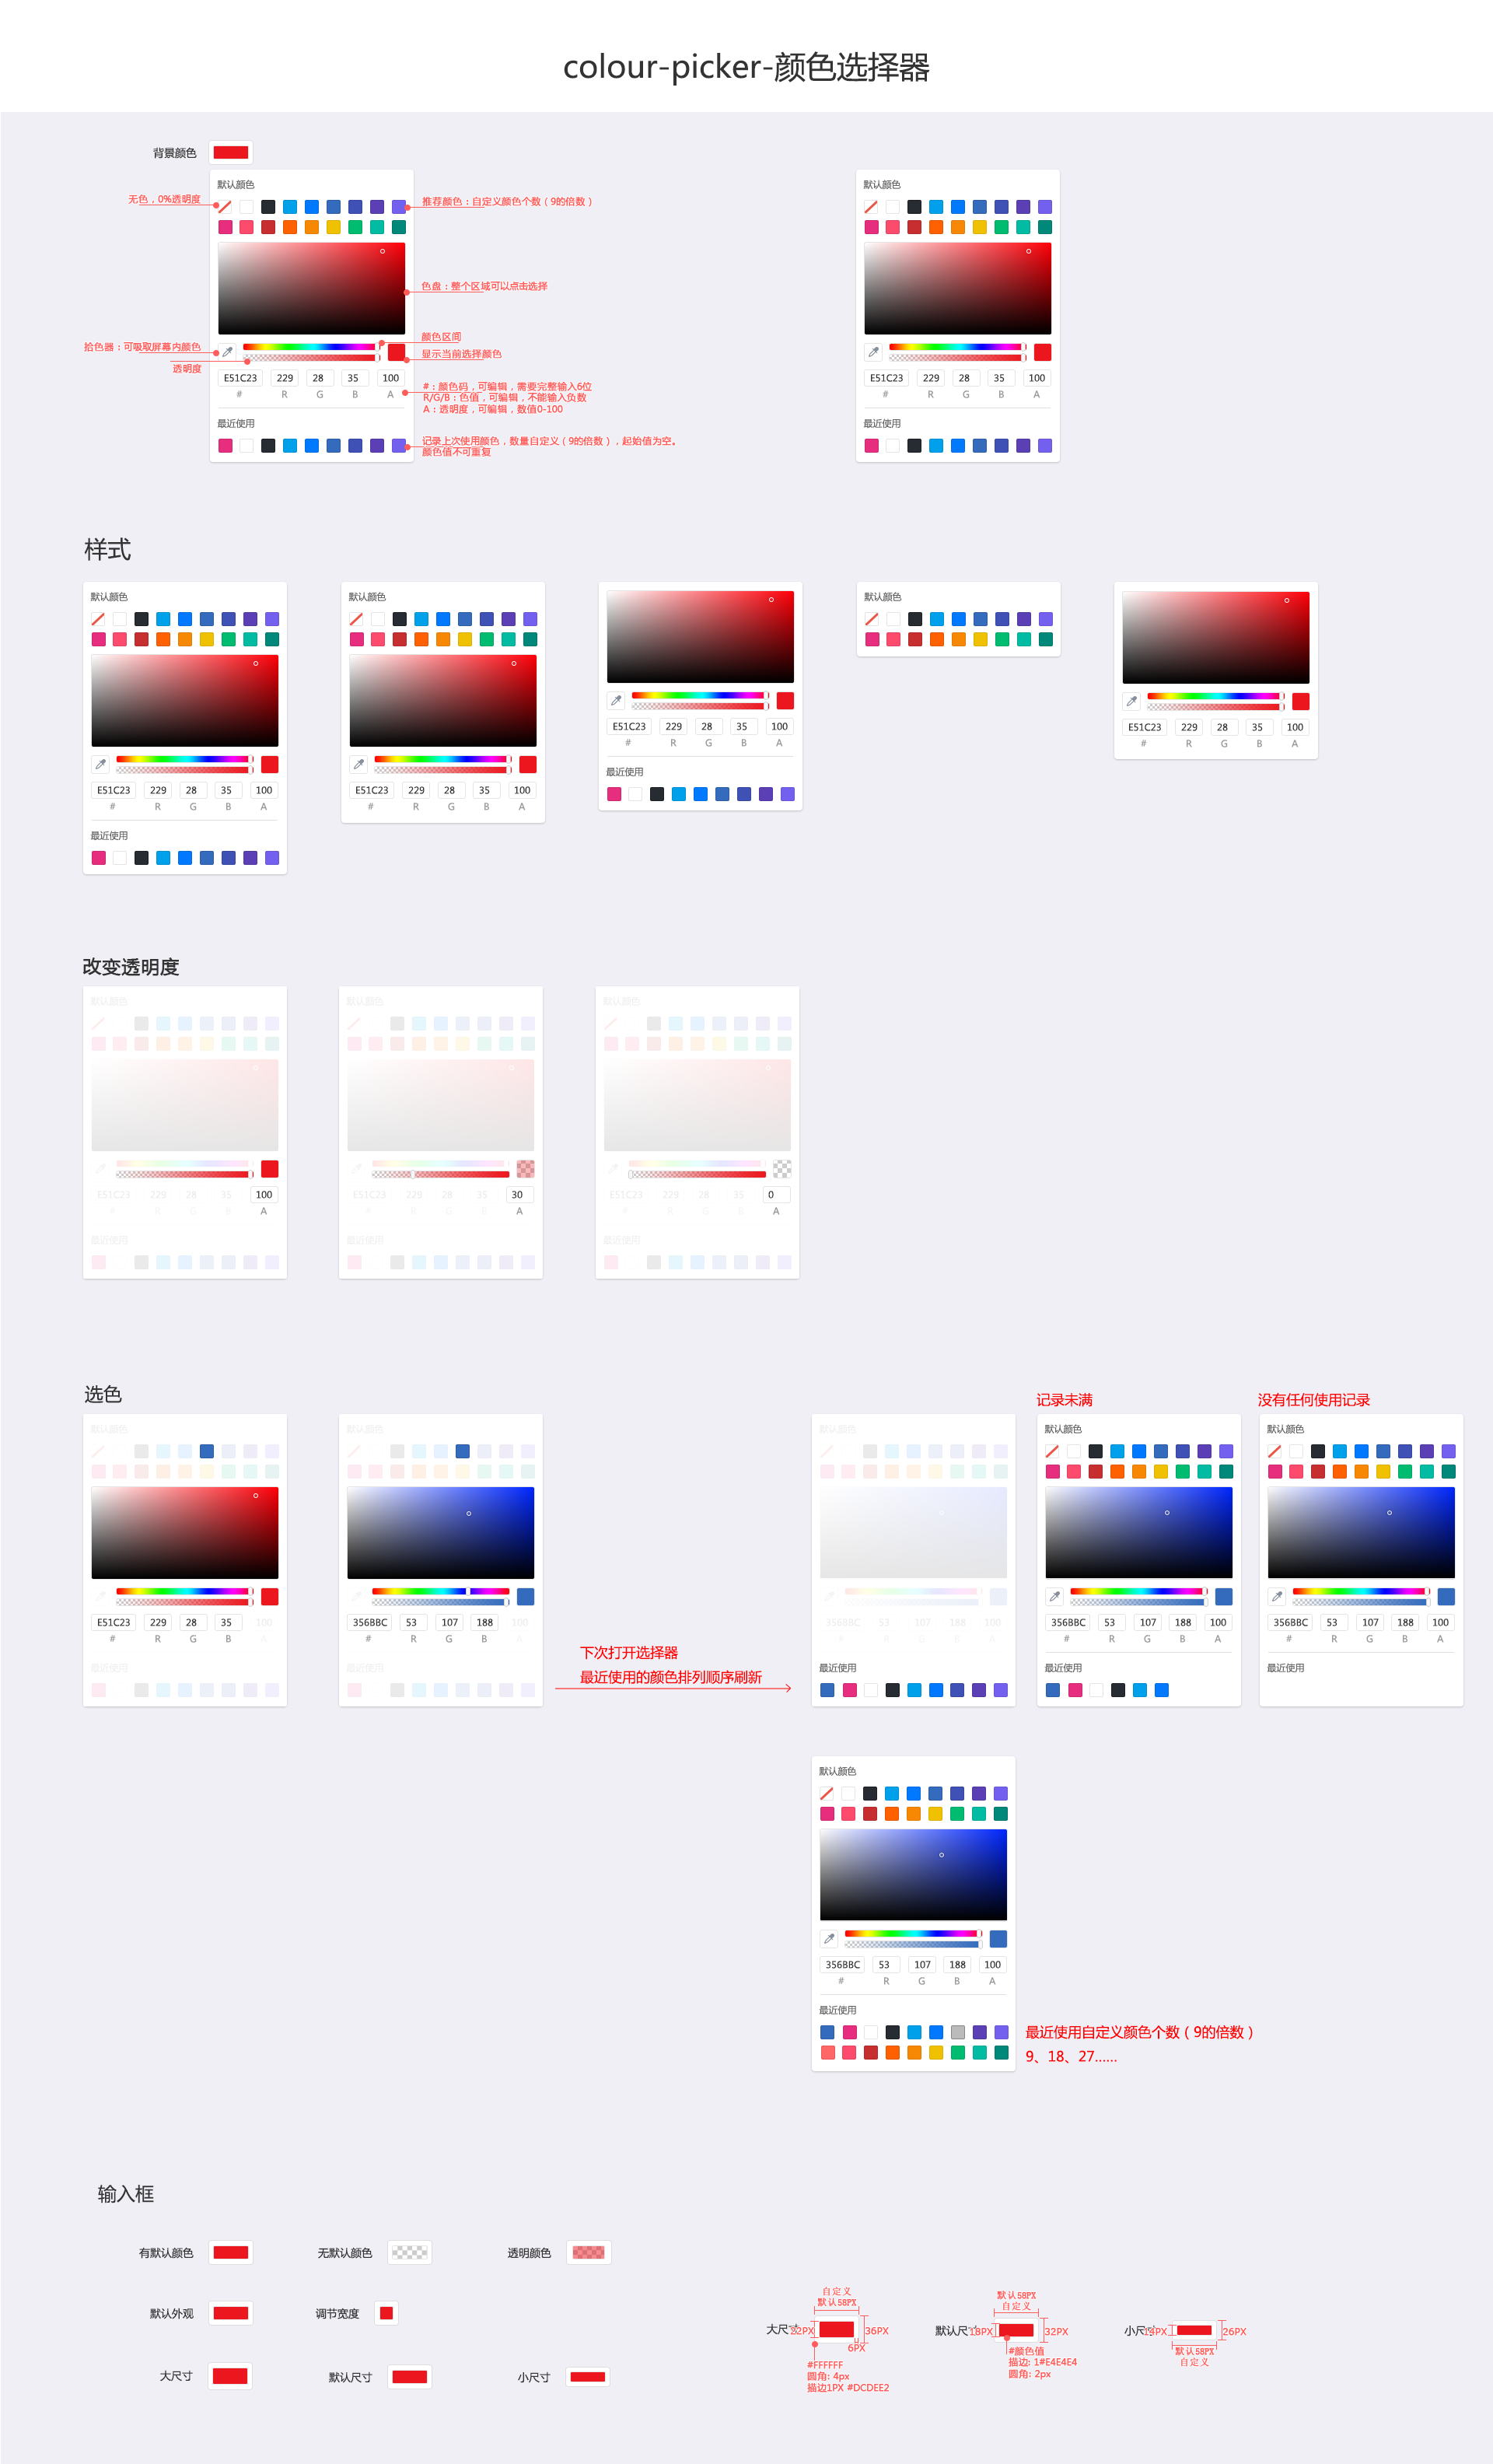 colour-picker-颜色选择器
背景颜色
默认颜色
无色，0%透明度
推荐颜色：自定义颜色个数（9的倍数）
色盘：整个区域可以点击选择
颜色区间
拾色器：可吸取屏幕内颜色
显示当前选择颜色
透明度
E51C23 229 28 35 100
# R G B A
#：颜色码，可编辑，需要完整输入6位
R/G/B：色值，可编辑，不能输入负数
A：透明度，可编辑，数值0-100
最近使用
记录上次使用颜色，数量自定义（9的倍数），起始值为空。
颜色值不可重复
默认颜色
E51C23 229 28 35 100
# R G B A
最近使用
样式
默认颜色
E51C23 229 28 35 100
# R G B A
最近使用
默认颜色
E51C23 229 28 35 100
# R G B A
E51C23 229 28 35 100
# R G B A
最近使用
默认颜色
E51C23 229 28 35 100
# R G B A
改变透明度
默认颜色
E51C23 229 28 35 100
# R G B A
最近使用
默认颜色
E51C23 229 28 35 30
# R G B A
最近使用
默认颜色
E51C23 229 28 35 0
# R G B A
最近使用
选色
默认颜色
E51C23 229 28 35 100
# R G B A
最近使用
默认颜色
356BBC 53 107 188 100
# R G B A
最近使用
下次打开选择器
最近使用的颜色排列顺序刷新
默认颜色
356BBC 53 107 188 100
# R G B A
最近使用
记录未满
默认颜色
356BBC 53 107 188 100
# R G B A
最近使用
没有任何使用记录
默认颜色
356BBC 53 107 188 100
# R G B A
最近使用
默认颜色
356BBC 53 107 188 100
# R G B A
最近使用
最近使用自定义颜色个数（9的倍数）
9、18、27......
输入框
有默认颜色
无默认颜色
透明颜色
默认外观
调节宽度
大尺寸
默认尺寸
小尺寸
自定义
默认58PX
大尺寸
22PX
36PX
6PX
#FFFFFF
圆角: 4px
描边1PX #DCDEE2
默认58PX
自定义
默认尺寸
18PX
32PX
#颜色值
描边: 1#E4E4E4
圆角: 2px
小尺寸
26PX
默认58PX
自定义